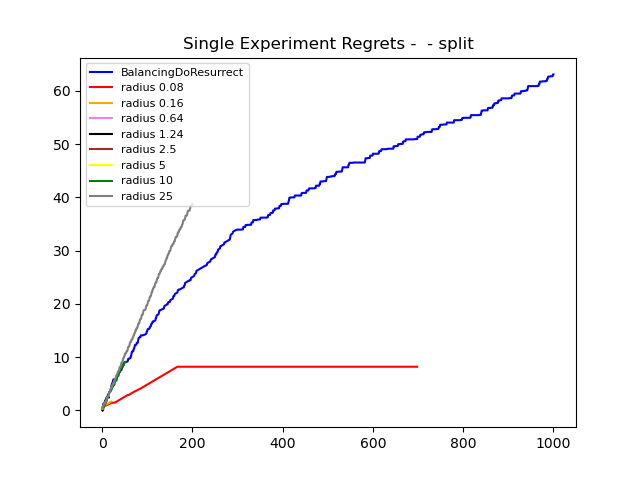 Single Experiment Regrets -  - split
BalancingDoResurrect
radius 0.08
radius 0.16
radius 0.64
radius 1.24
radius 2.5
radius 5
radius 10
radius 25
60
50
40
30
20
10
0
0 200 400 600 800 1000